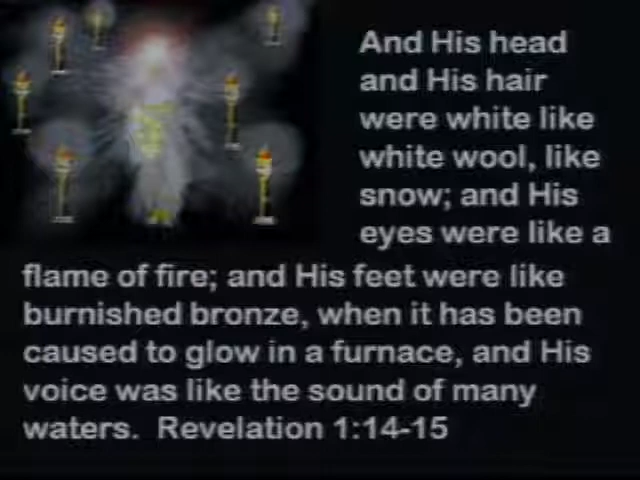 And His head
and His hair
were white like
white wool, like
snow; and His
eyes were like a
flame of fire; and His feet were like
burnished bronze, when it has been
caused to glow in a furnace, and His
voice was like the sound of many
waters.  Revelation 1:14-15